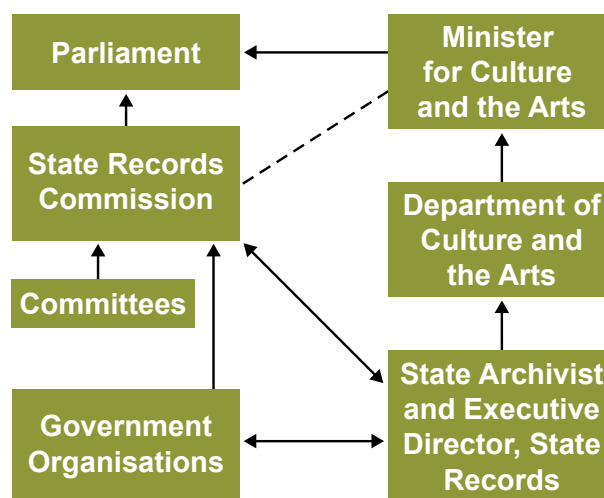 Parliament
Minister
for Culture
and the Arts
State Records
Commission
Department of
Culture and
the Arts
Committees
Government
Organisations
State Archivist
and Executive
Director, State
Records